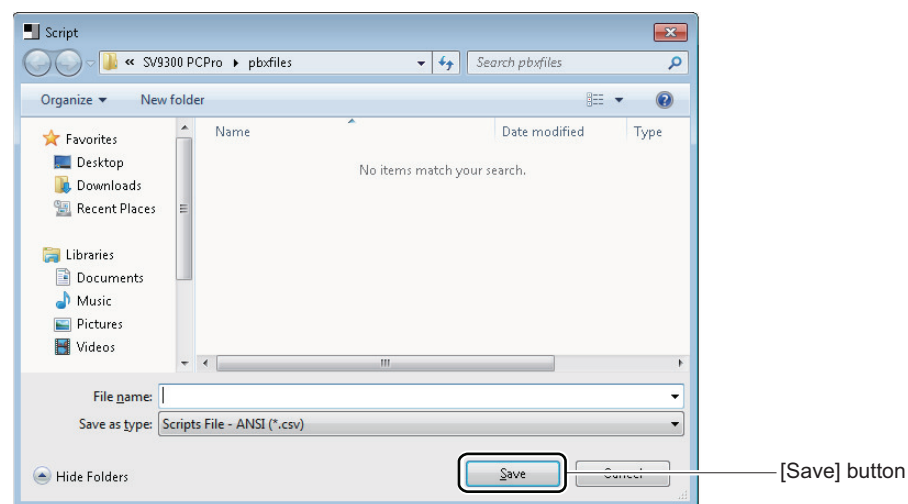 Script
« SV9300 PCPro ▸ pbxfiles
Search pbxfiles
Organize
New folder
Name
Date modified
Type
No items match your search.
Favorites
Desktop
Downloads
Recent Places
Libraries
Documents
Music
Pictures
Videos
File name:
Save as type: Scripts File - ANSI (*.csv)
Hide Folders
Save
[Save] button